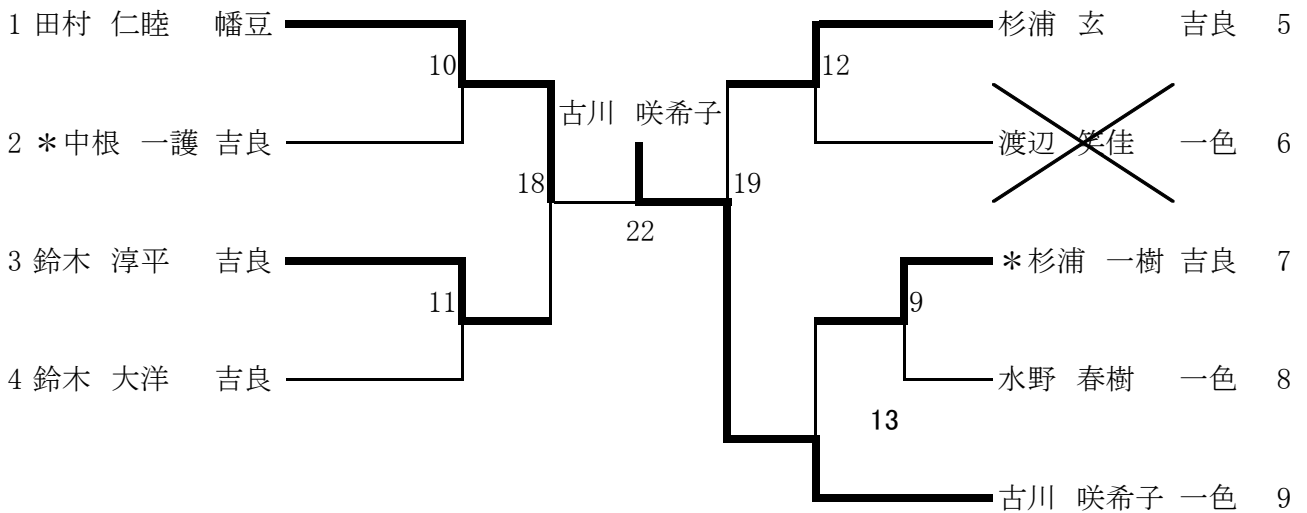 1 田村 仁睦 幡豆
杉浦 玄 吉良 5
10
12
古川 咲希子
2 ＊中根 一護 吉良
渡辺 笑佳 一色 6
18
19
22
3 鈴木 淳平 吉良
＊杉浦 一樹 吉良 7
11
9
4 鈴木 大洋 吉良
水野 春樹 一色 8
13
古川 咲希子 一色 9